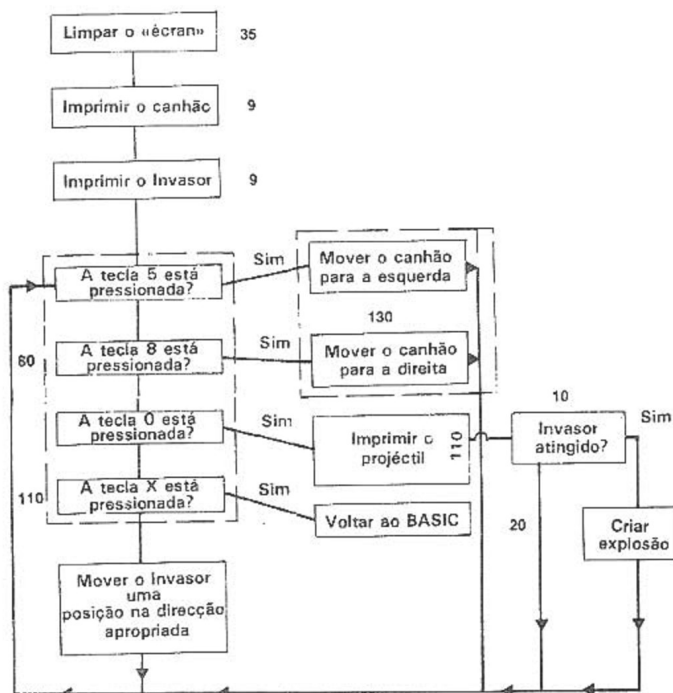 Limpar o «écran»
35
Imprimir o canhão
9
Imprimir o Invasor
9
A tecla 5 está
pressionada?
Sim
Mover o canhão
para a esquerda
130
80
A tecla 8 está
pressionada?
Sim
Mover o canhão
para a direita
A tecla 0 está
pressionada?
Sim
Imprimir o
projéctil
110
10
Invasor
atingido?
Sim
20
Criar
explosão
110
A tecla X está
pressionada?
Sim
Voltar ao BASIC
Mover o Invasor
uma
posição na direcção
apropriada